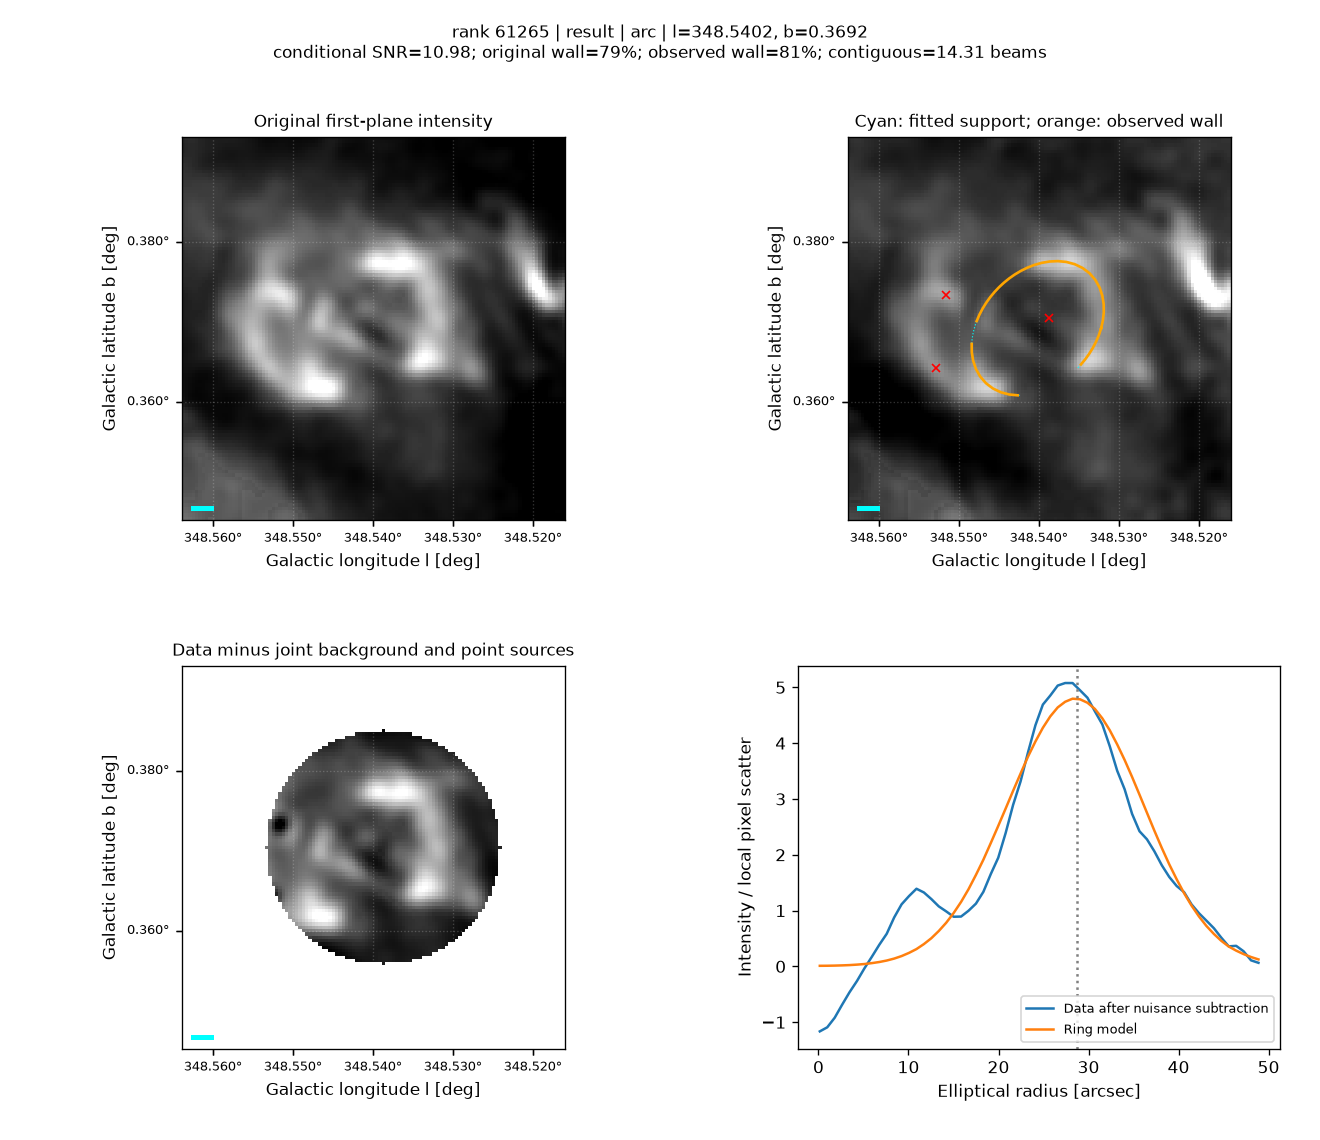 rank 61265 | result | arc | l=348.5402, b=0.3692
conditional SNR=10.98; original wall=79%; observed wall=81%; contiguous=14.31 beams
Original first-plane intensity
Galactic latitude b [deg]
0.380°
0.360°
348.560° 348.550° 348.540° 348.530° 348.520°
Galactic longitude l [deg]
Cyan: fitted support; orange: observed wall
Galactic latitude b [deg]
0.380°
0.360°
348.560° 348.550° 348.540° 348.530° 348.520°
Galactic longitude l [deg]
Data minus joint background and point sources
Galactic latitude b [deg]
0.380°
0.360°
348.560° 348.550° 348.540° 348.530° 348.520°
Galactic longitude l [deg]
Intensity / local pixel scatter
5
4
3
2
1
0
−1
Data after nuisance subtraction
Ring model
0 10 20 30 40 50
Elliptical radius [arcsec]